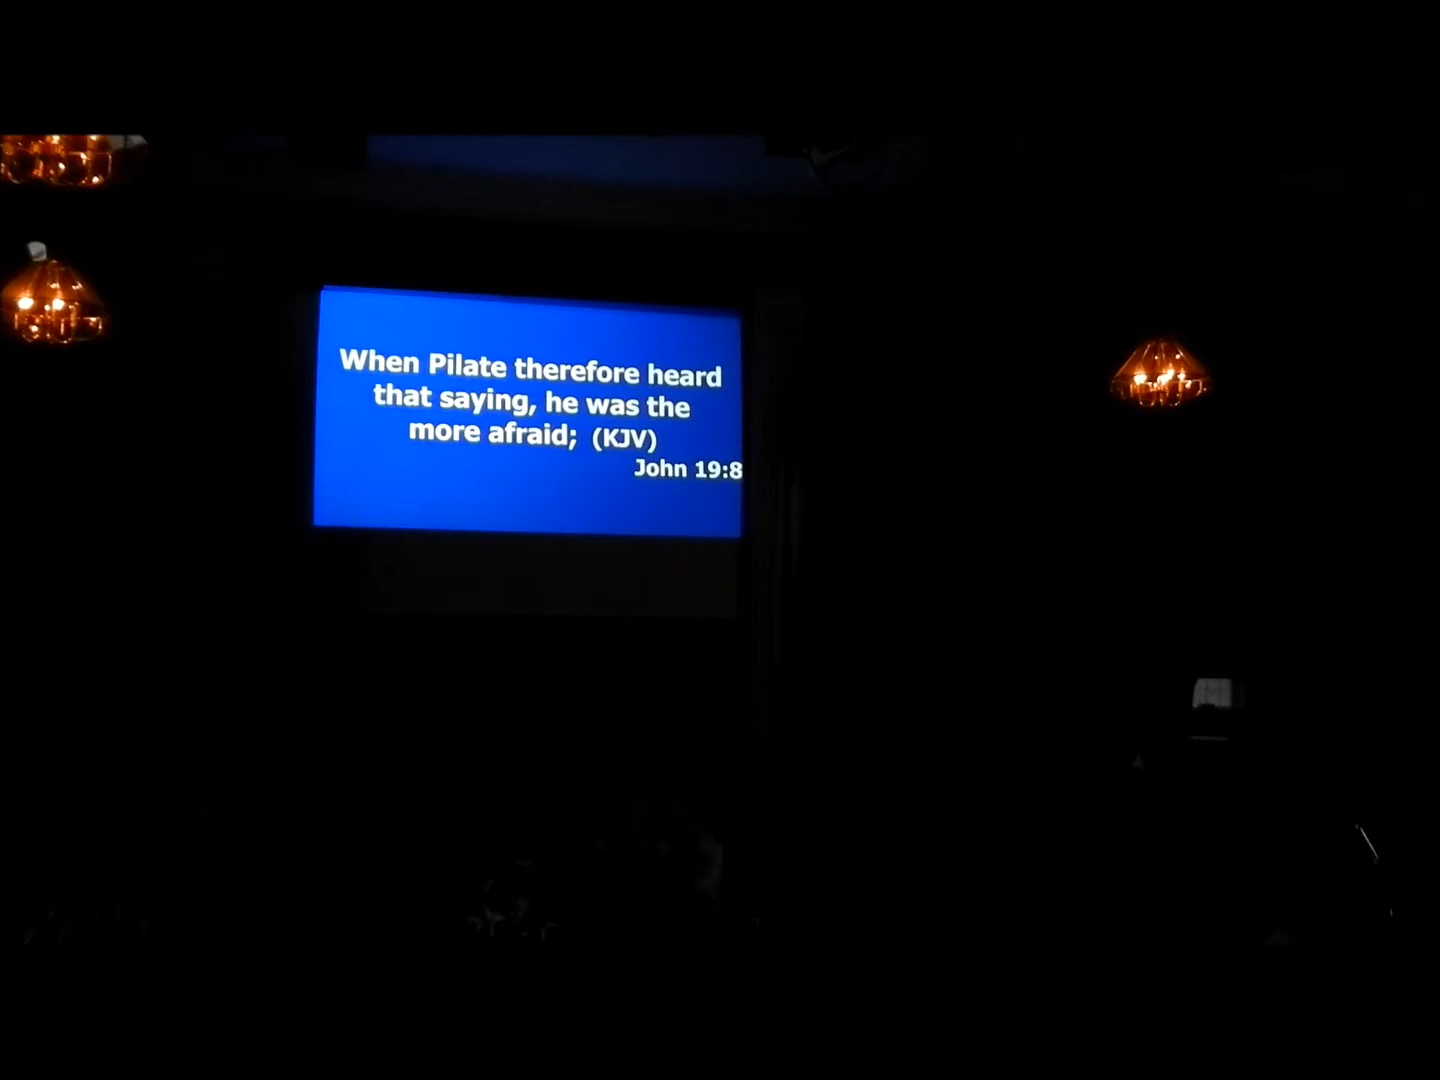 When Pilate therefore heard
that saying, he was the
more afraid; (KJV)
John 19:8